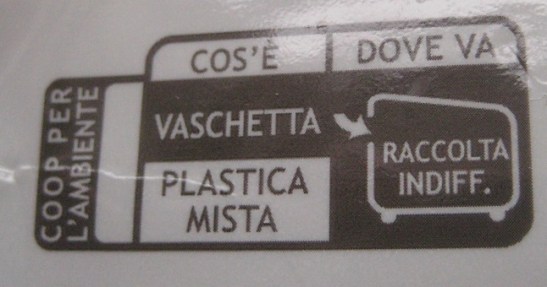 COOP PER
L'AMBIENTE
COS'È
DOVE VA
VASCHETTA
PLASTICA
MISTA
RACCOLTA
INDIFF.